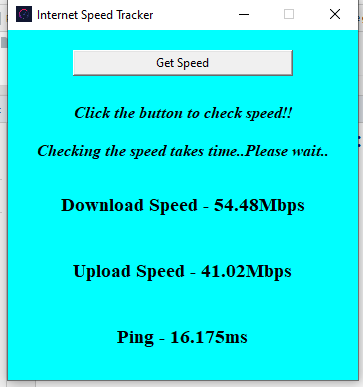 Internet Speed Tracker
Get Speed
Click the button to check speed!!
Checking the speed takes time..Please wait..
Download Speed - 54.48Mbps
Upload Speed - 41.02Mbps
Ping - 16.175ms